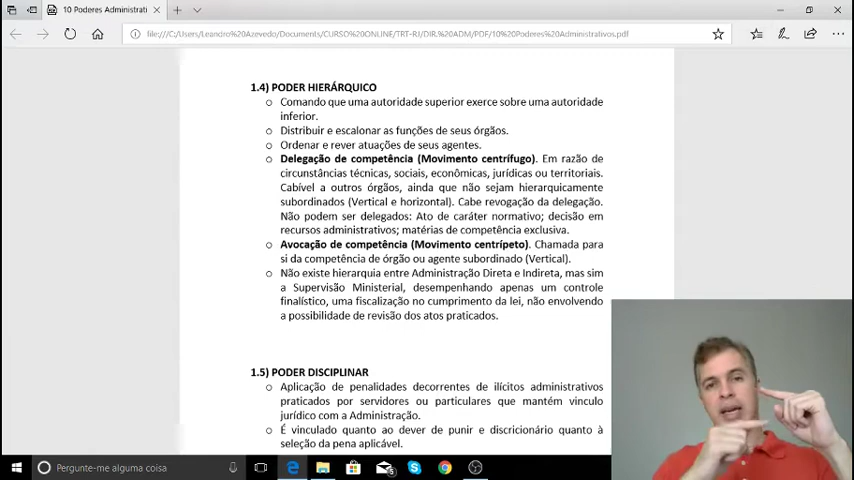 10 Poderes Administrati
file:///C:/Users/Leandro%20Azevedo/Documents/CURSO%20ONLINE/TRT-RJ/DIR.%20ADM/PDF/10%20Poderes%20Administrativos.pdf
1.4) PODER HIERÁRQUICO
o Comando que uma autoridade superior exerce sobre uma autoridade
inferior.
o Distribuir e escalonar as funções de seus órgãos.
o Ordenar e rever atuações de seus agentes.
o Delegação de competência (Movimento centrífugo). Em razão de
circunstâncias técnicas, sociais, econômicas, jurídicas ou territoriais.
Cabível a outros órgãos, ainda que não sejam hierarquicamente
subordinados (Vertical e horizontal). Cabe revogação da delegação.
Não podem ser delegados: Ato de caráter normativo; decisão em
recursos administrativos; matérias de competência exclusiva.
o Avocação de competência (Movimento centrípeto). Chamada para
si da competência de órgão ou agente subordinado (Vertical).
o Não existe hierarquia entre Administração Direta e Indireta, mas sim
a Supervisão Ministerial, desempenhando apenas um controle
finalístico, uma fiscalização no cumprimento da lei, não envolvendo
a possibilidade de revisão dos atos praticados.
1.5) PODER DISCIPLINAR
o Aplicação de penalidades decorrentes de ilícitos administrativos
praticados por servidores ou particulares que mantém vinculo
jurídico com a Administração.
o É vinculado quanto ao dever de punir e discricionário quanto à
seleção da pena aplicável.
Pergunte-me alguma coisa